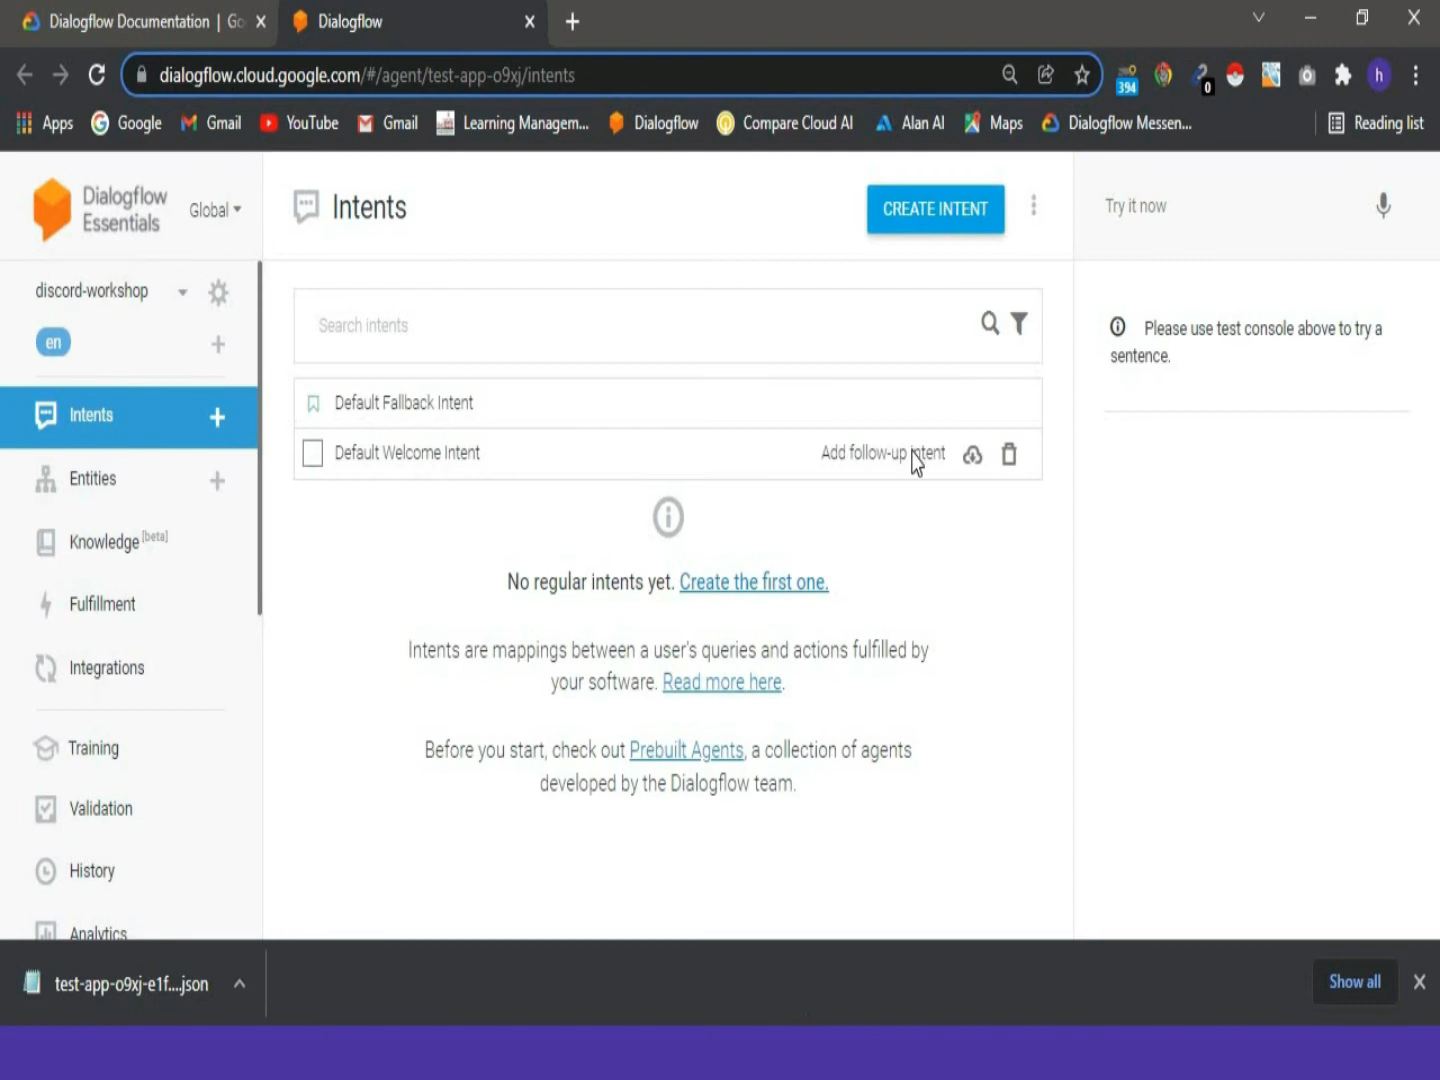 Dialogflow Documentation | Go
Dialogflow
dialogflow.cloud.google.com/#/agent/test-app-o9xj/intents
394
0
h
Apps
Google
Gmail
YouTube
Gmail
Learning Managem...
Dialogflow
Compare Cloud AI
Alan AI
Maps
Dialogflow Messen...
Reading list
Dialogflow
Essentials
Global
Intents
CREATE INTENT
Try it now
discord-workshop
en
Search intents
Please use test console above to try a
sentence.
Intents
Default Fallback Intent
Default Welcome Intent
Add follow-up intent
Entities
Knowledge [beta]
No regular intents yet. Create the first one.
Fulfillment
Intents are mappings between a user's queries and actions fulfilled by
your software. Read more here.
Integrations
Before you start, check out Prebuilt Agents, a collection of agents
developed by the Dialogflow team.
Training
Validation
History
Analytics
test-app-o9xj-e1f....json
Show all